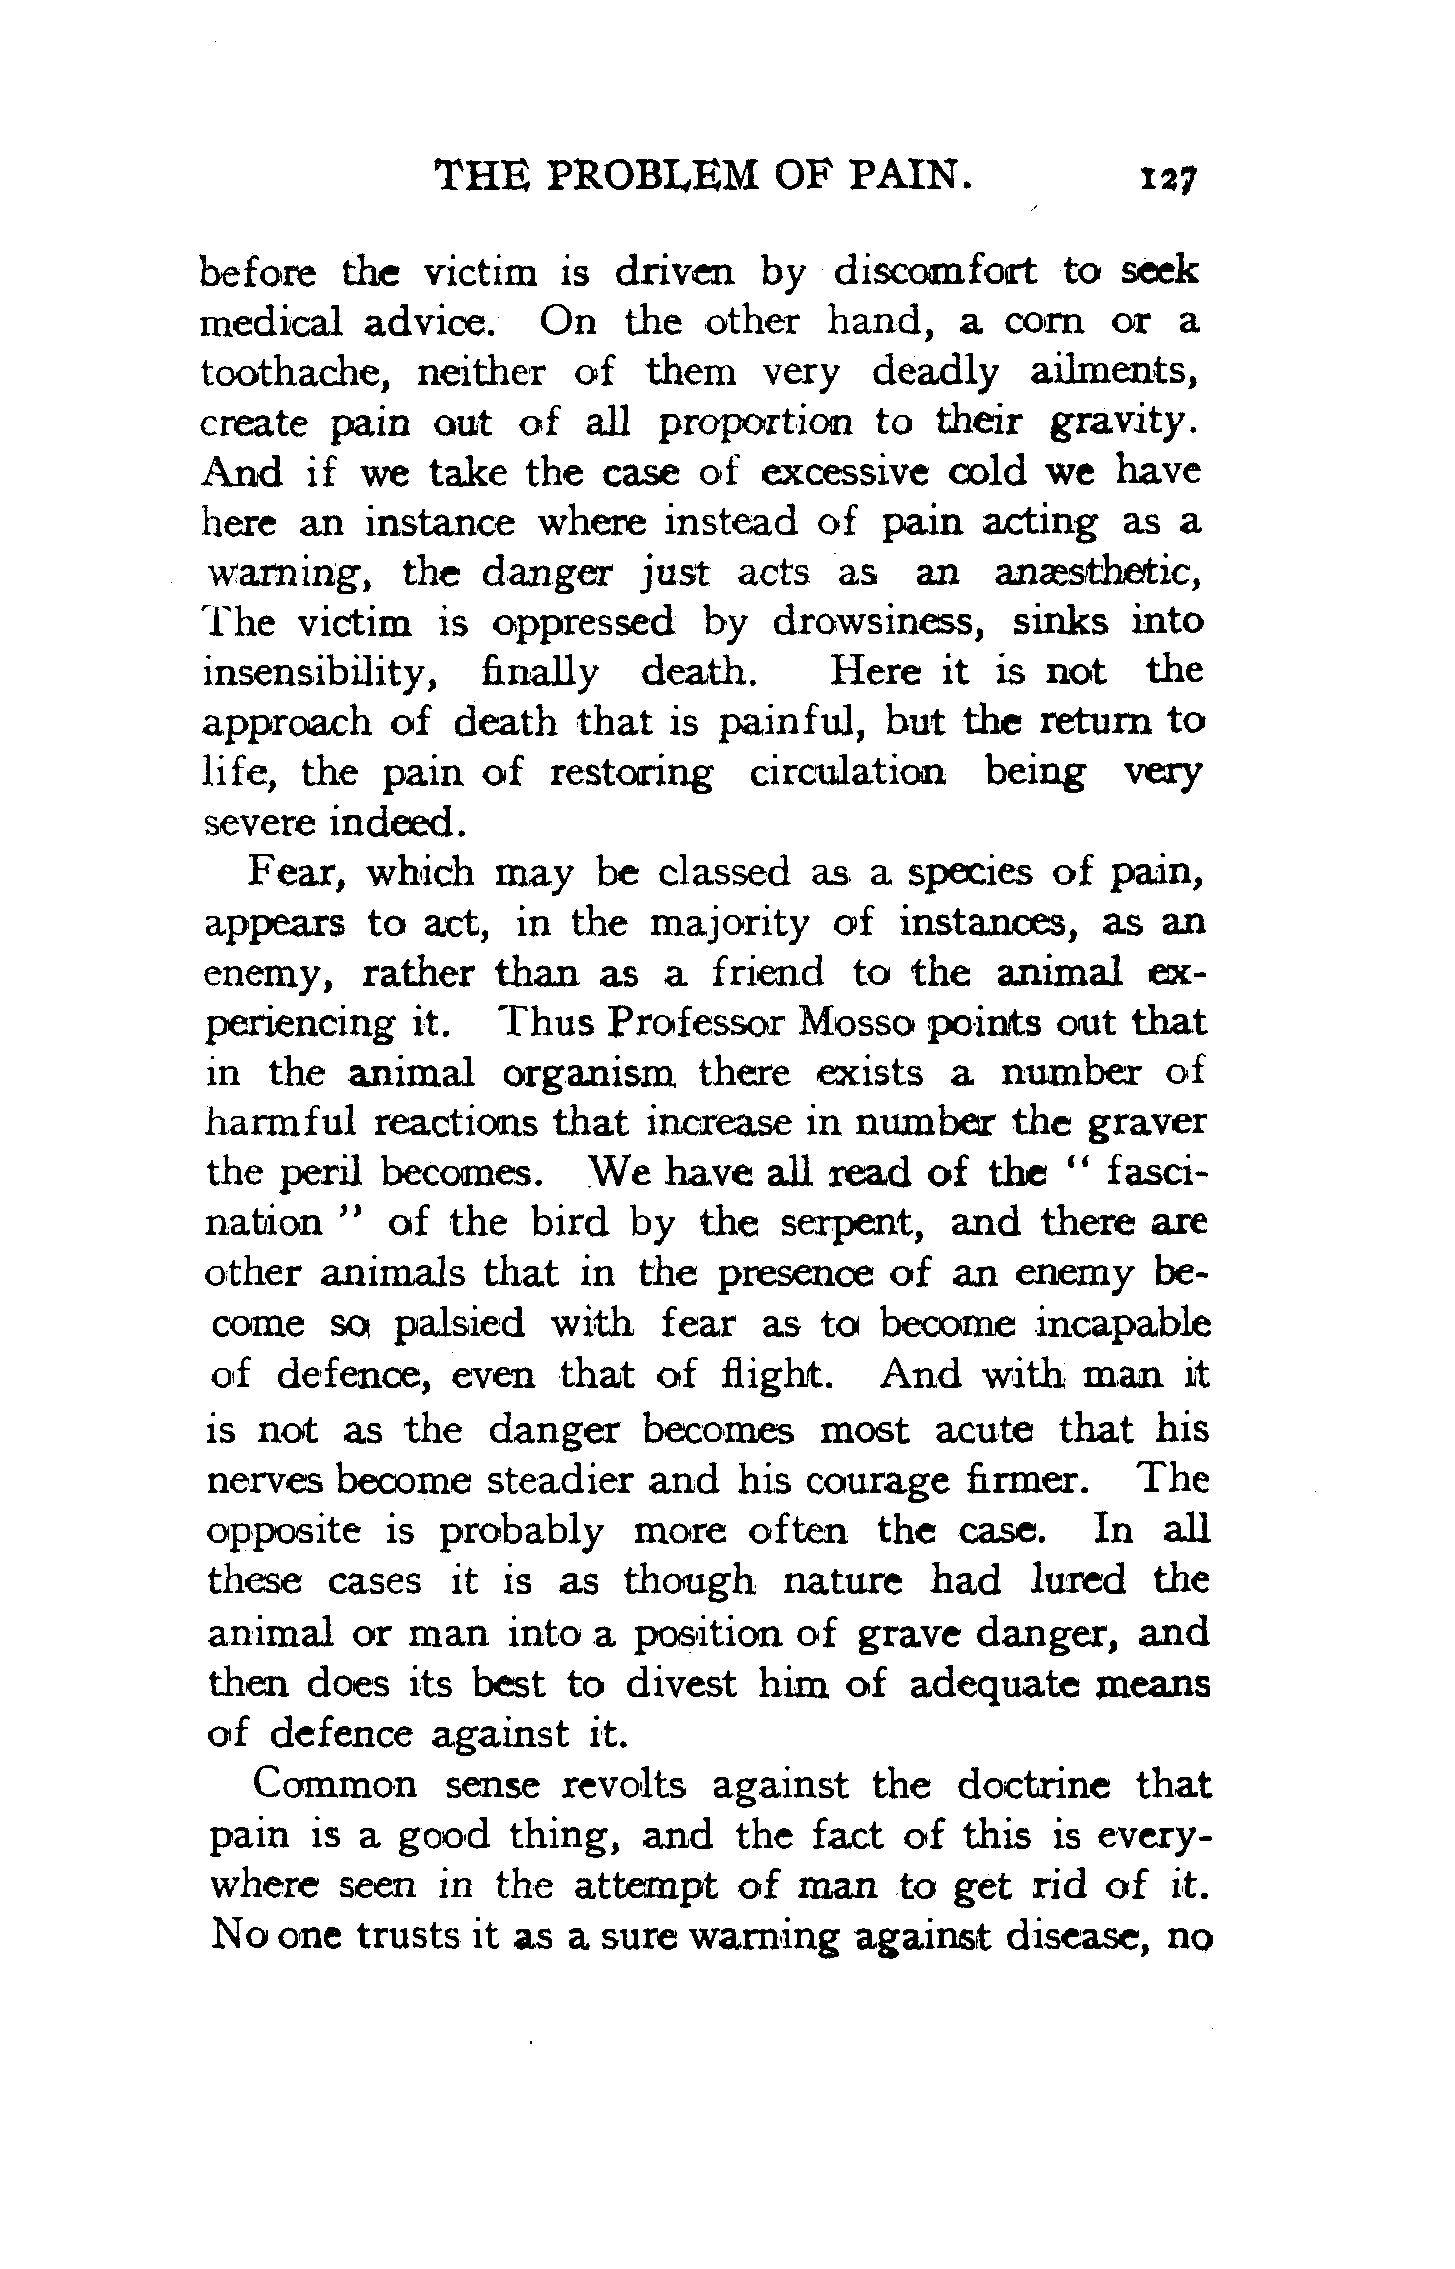 THE PROBLEM OF PAIN. 127
before the victim is driven by discomfort to seek
medical advice. On the other hand, a corn or a
toothache, neither of them very deadly ailments,
create pain out of all proportion to their gravity.
And if we take the case of excessive cold we have
here an instance where instead of pain acting as a
warning, the danger just acts as an anæsthetic,
The victim is oppressed by drowsiness, sinks into
insensibility, finally death. Here it is not the
approach of death that is painful, but the return to
life, the pain of restoring circulation being very
severe indeed.
Fear, which may be classed as a species of pain,
appears to act, in the majority of instances, as an
enemy, rather than as a friend to the animal ex-
periencing it. Thus Professor Mosso points out that
in the animal organism there exists a number of
harmful reactions that increase in number the graver
the peril becomes. We have all read of the " fasci-
nation " of the bird by the serpent, and there are
other animals that in the presence of an enemy be-
come so palsied with fear as to become incapable
of defence, even that of flight. And with man it
is not as the danger becomes most acute that his
nerves become steadier and his courage firmer. The
opposite is probably more often the case. In all
these cases it is as though nature had lured the
animal or man into a position of grave danger, and
then does its best to divest him of adequate means
of defence against it.
Common sense revolts against the doctrine that
pain is a good thing, and the fact of this is every-
where seen in the attempt of man to get rid of it.
No one trusts it as a sure warning against disease, no